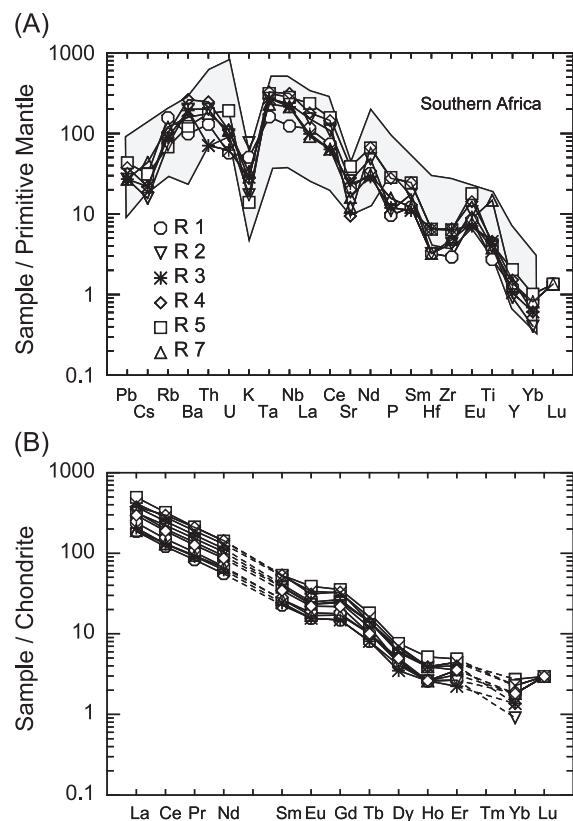 (A)
Sample / Primitive Mantle
1000
100
10
1
0.1
Southern Africa
R 1
R 2
R 3
R 4
R 5
R 7
Pb Rb Th K Nb Ce Nd Sm Zr Ti Yb
Cs Ba U Ta La Sr P Hf Eu Y Lu
(B)
Sample / Chondrite
1000
100
10
1
0.1
La Ce Pr Nd Sm Eu Gd Tb Dy Ho Er Tm Yb Lu